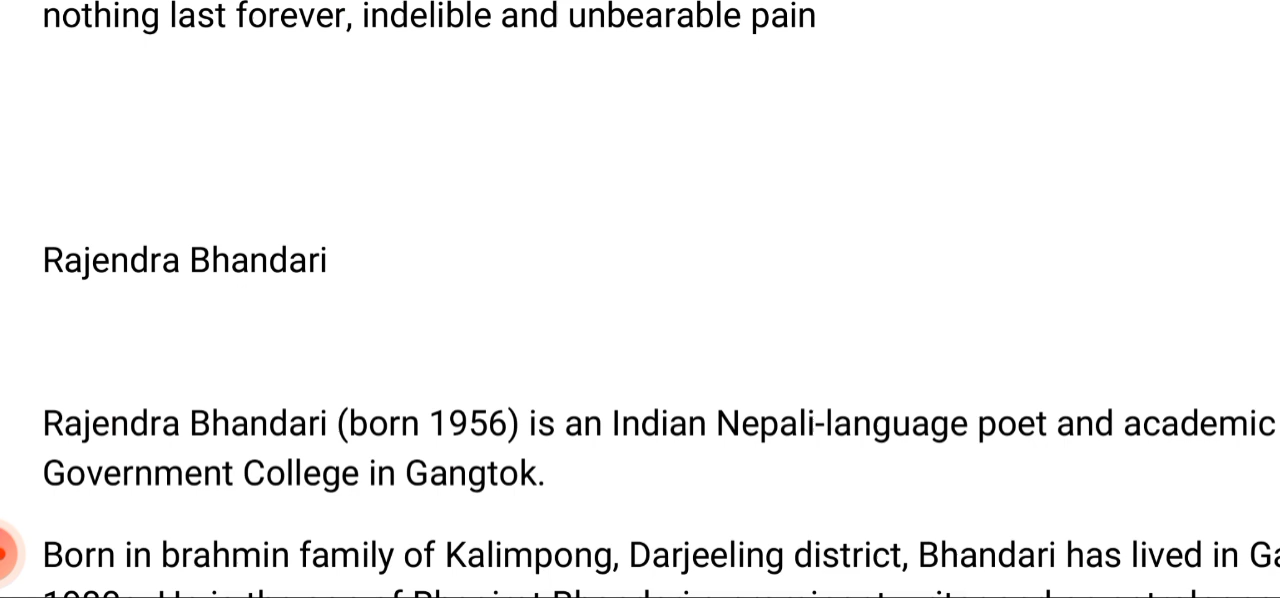 nothing last forever, indelible and unbearable pain
Rajendra Bhandari
Rajendra Bhandari (born 1956) is an Indian Nepali-language poet and academic
Government College in Gangtok.
Born in brahmin family of Kalimpong, Darjeeling district, Bhandari has lived in